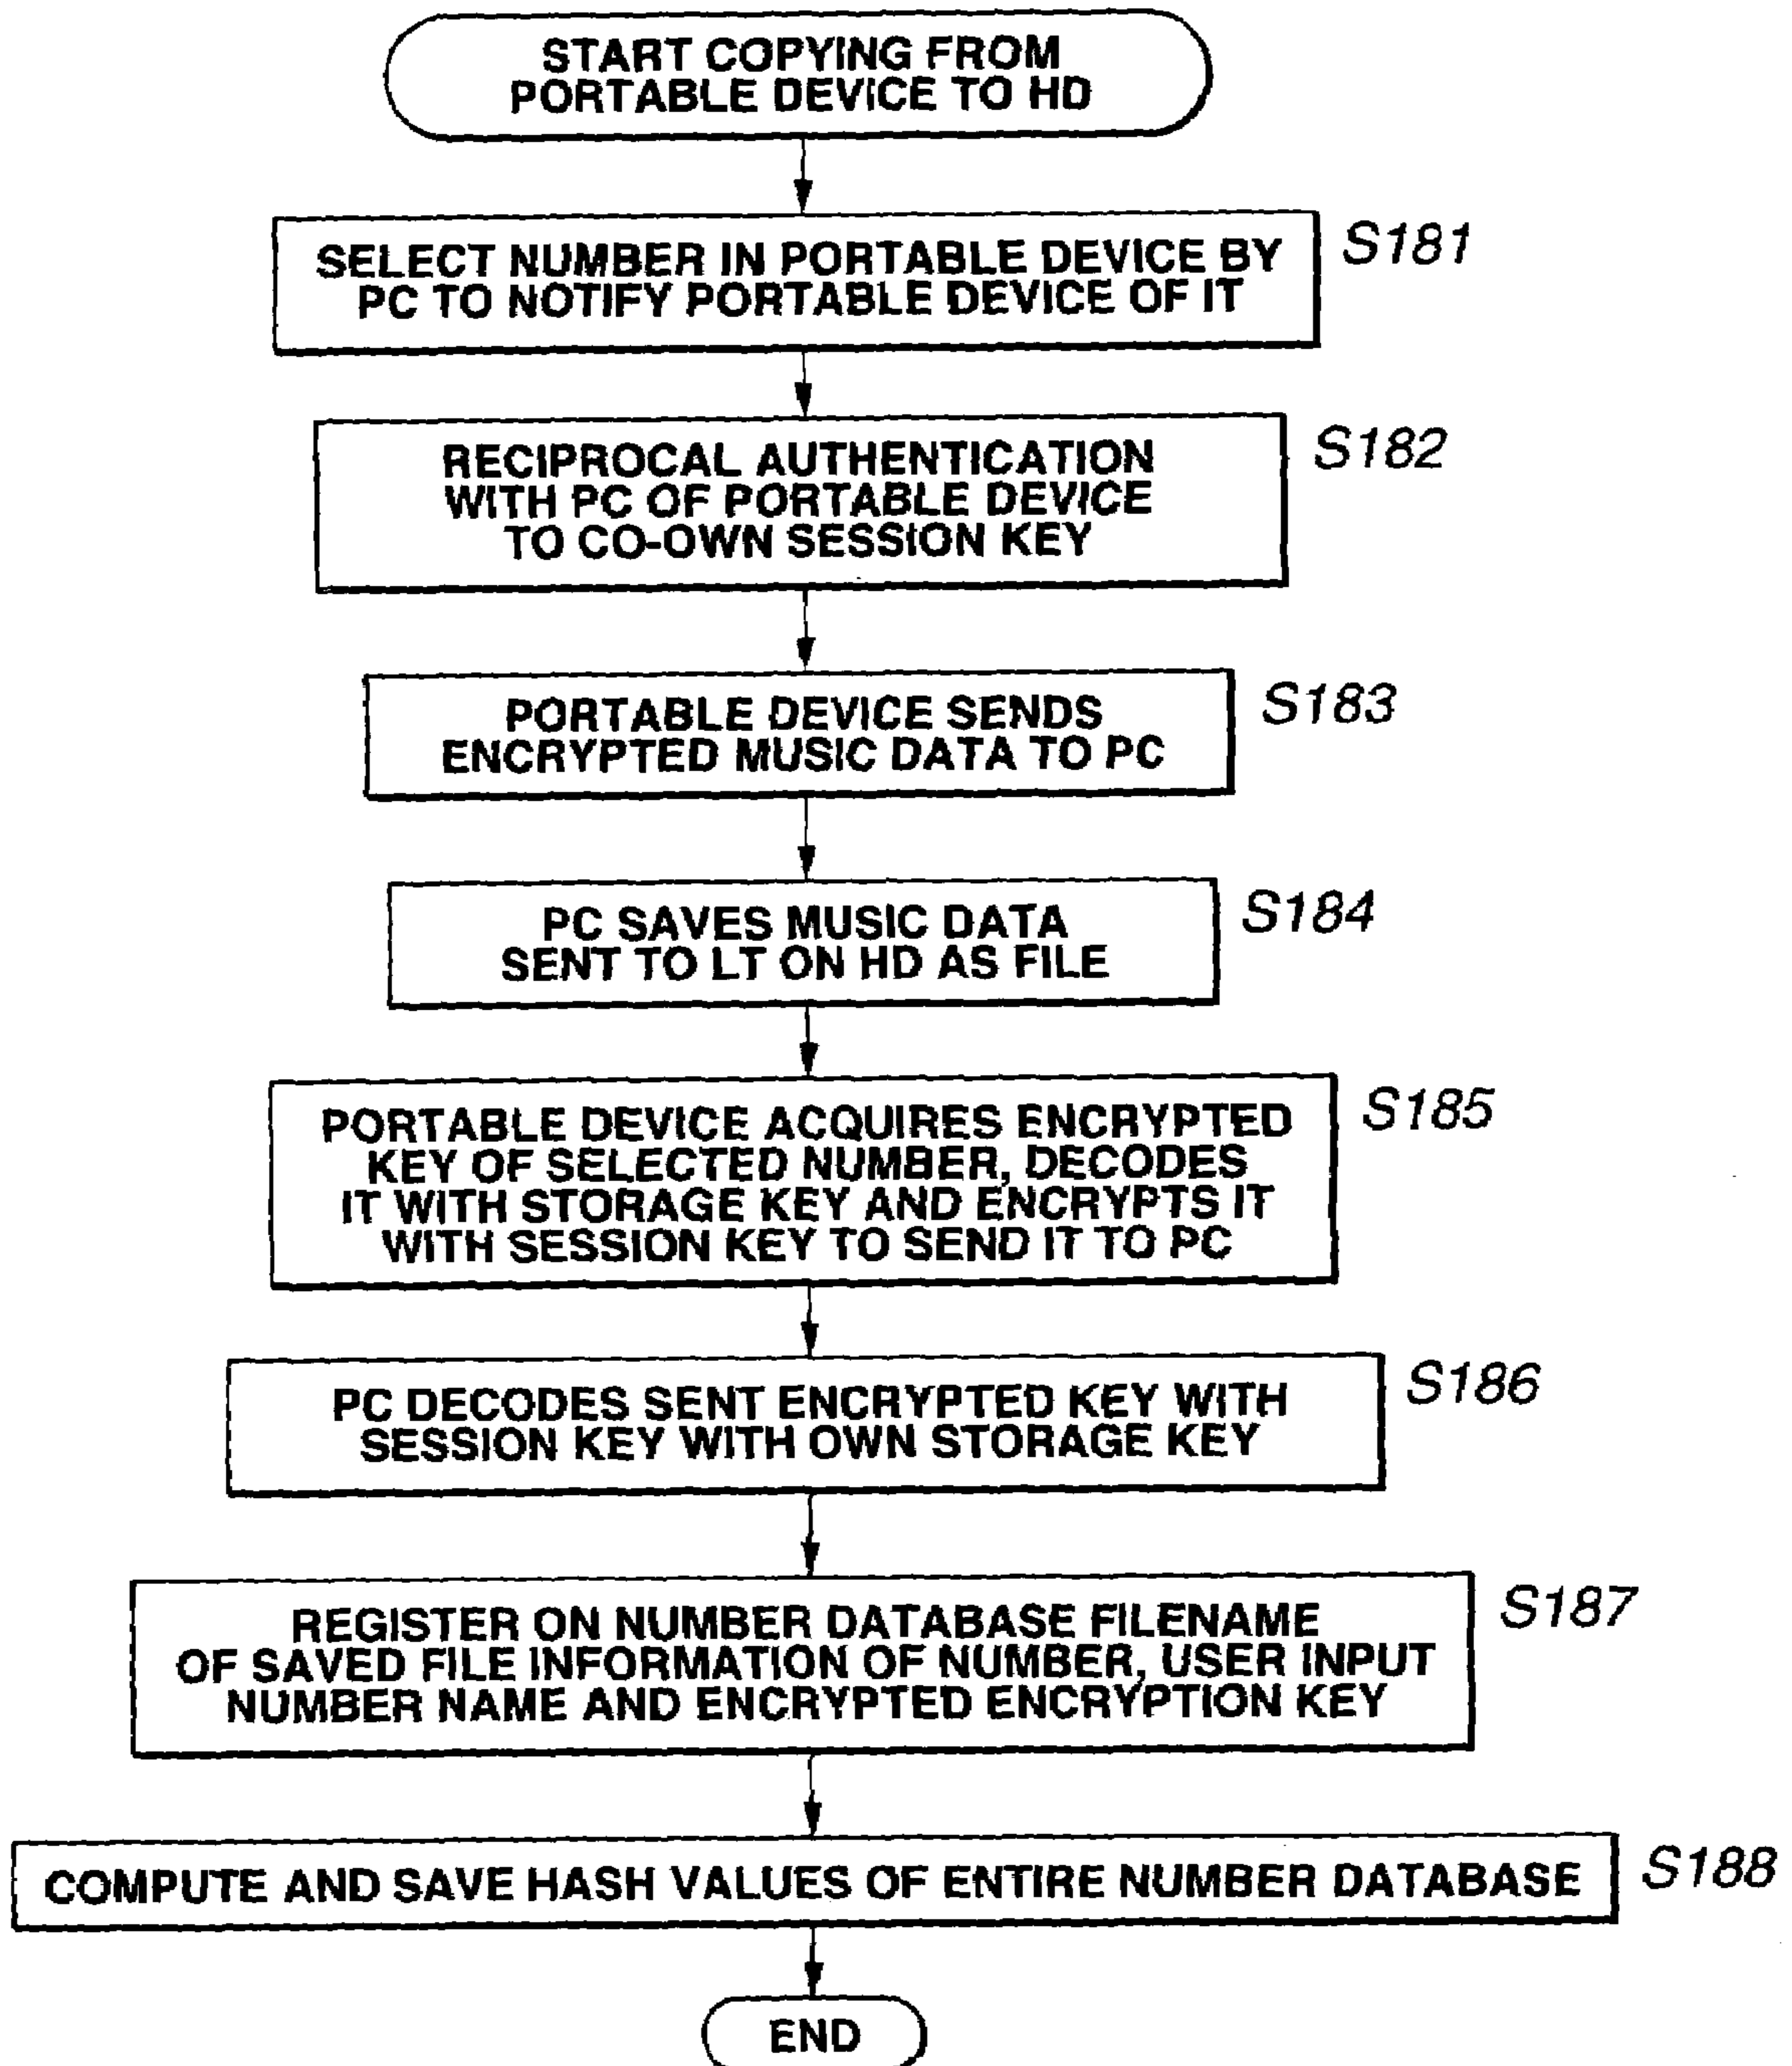 START COPYING FROM
PORTABLE DEVICE TO HD
SELECT NUMBER IN PORTABLE DEVICE BY
PC TO NOTIFY PORTABLE DEVICE OF IT
S181
RECIPROCAL AUTHENTICATION
WITH PC OF PORTABLE DEVICE
TO CO-OWN SESSION KEY
S182
PORTABLE DEVICE SENDS
ENCRYPTED MUSIC DATA TO PC
S183
PC SAVES MUSIC DATA
SENT TO LT ON HD AS FILE
S184
PORTABLE DEVICE ACQUIRES ENCRYPTED
KEY OF SELECTED NUMBER, DECODES
IT WITH STORAGE KEY AND ENCRYPTS IT
WITH SESSION KEY TO SEND IT TO PC
S185
PC DECODES SENT ENCRYPTED KEY WITH
SESSION KEY WITH OWN STORAGE KEY
S186
REGISTER ON NUMBER DATABASE FILENAME
OF SAVED FILE INFORMATION OF NUMBER, USER INPUT
NUMBER NAME AND ENCRYPTED ENCRYPTION KEY
S187
COMPUTE AND SAVE HASH VALUES OF ENTIRE NUMBER DATABASE
S188
END